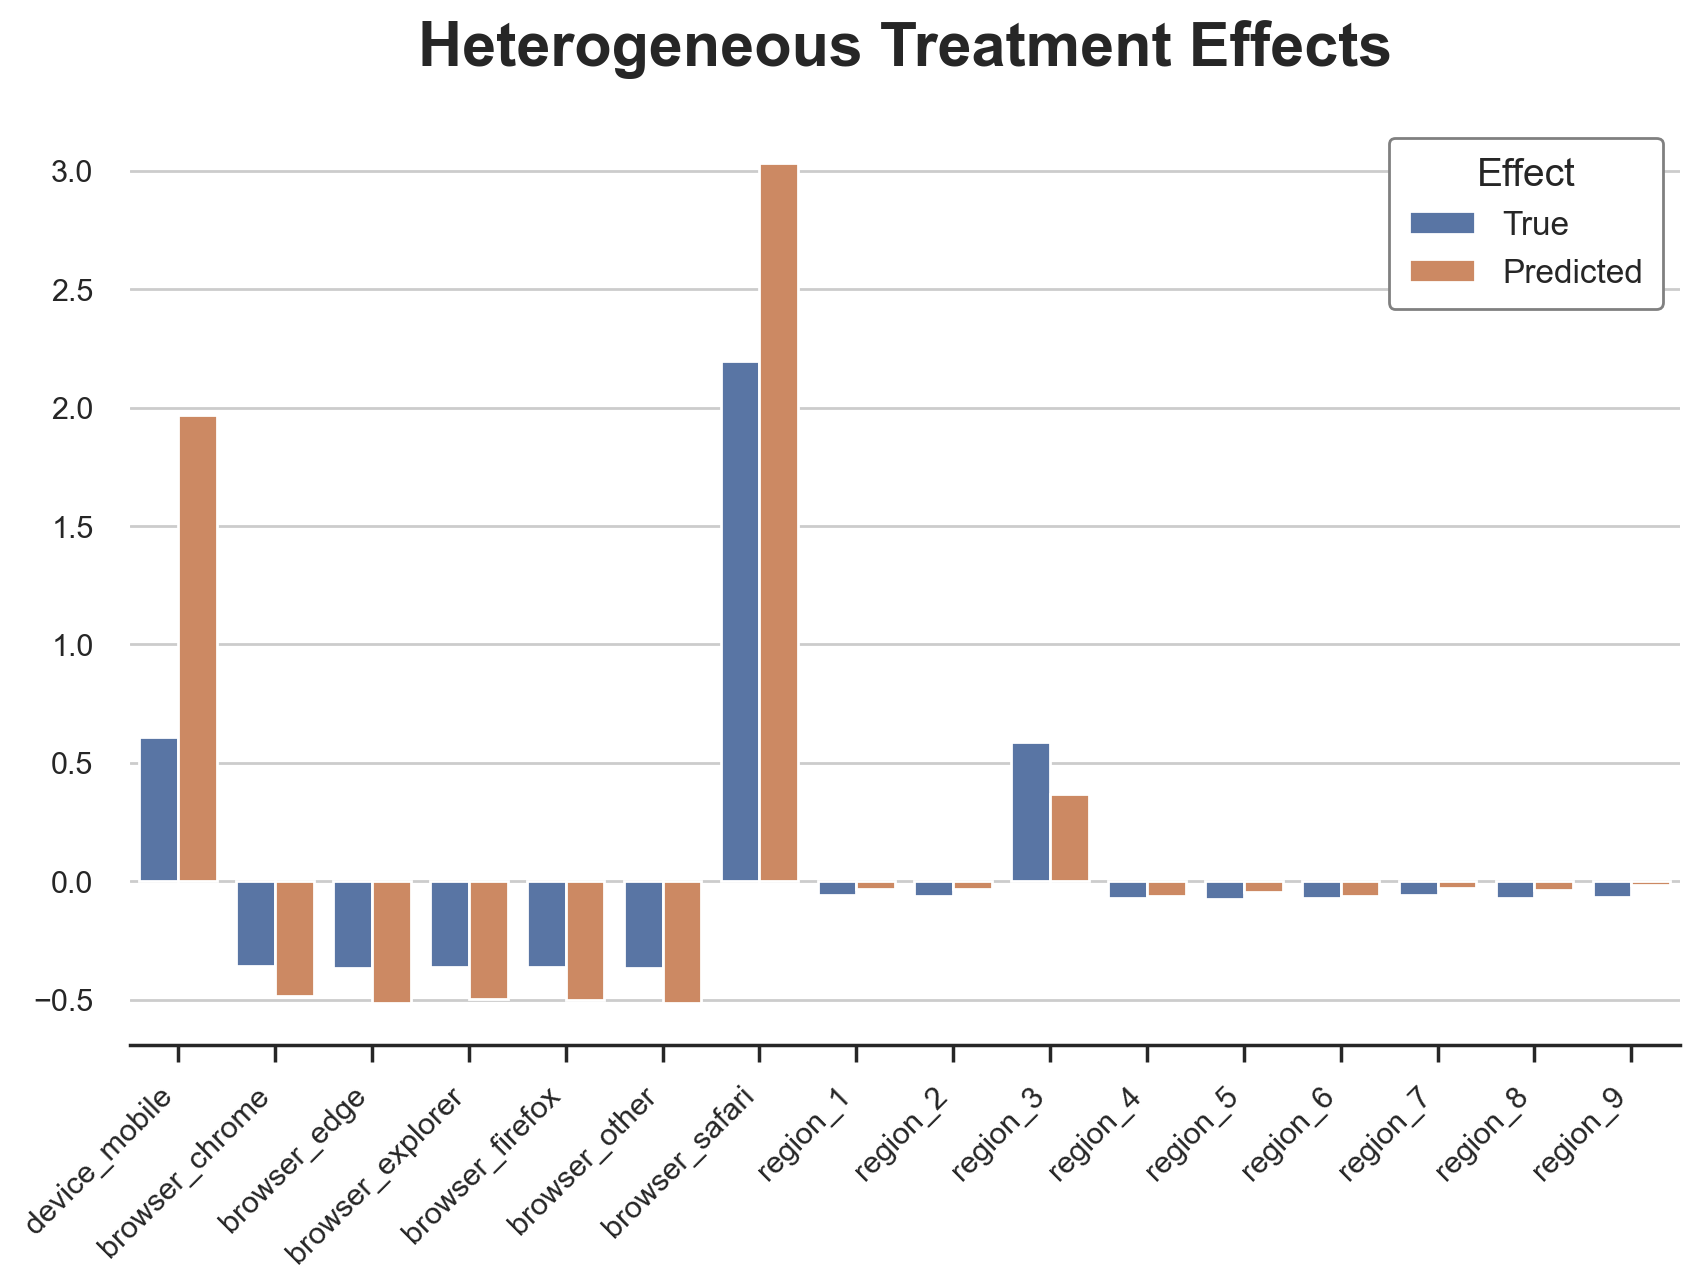 Heterogeneous Treatment Effects
Effect
True
Predicted
3.0
2.5
2.0
1.5
1.0
0.5
0.0
−0.5
device_mobile
browser_chrome
browser_edge
browser_explorer
browser_firefox
browser_other
browser_safari
region_1
region_2
region_3
region_4
region_5
region_6
region_7
region_8
region_9